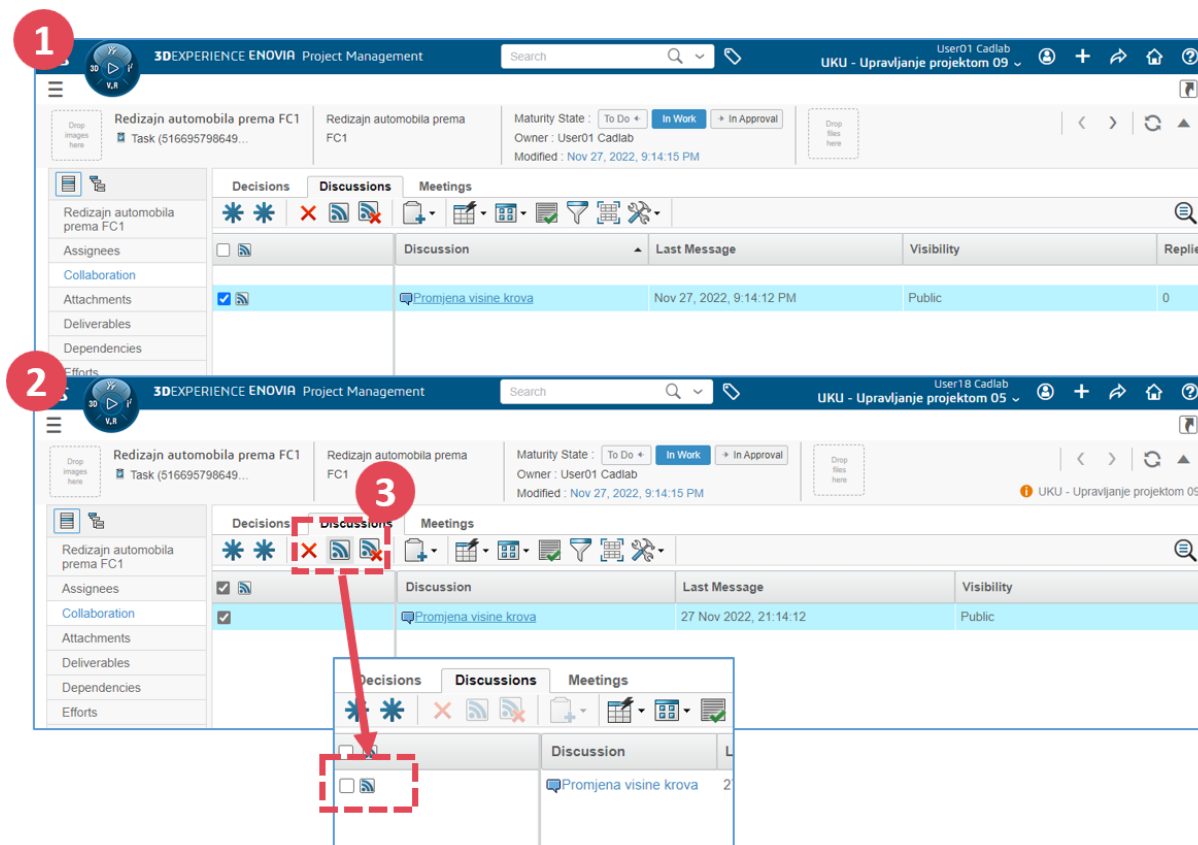 1
3DEXPERIENCE ENOVIA Project Management
Search
User01 Cadlab
UKU - Upravljanje projektom 09
3D
V,R
Drop images here
Redizajn automobila prema FC1
Task (516695798649...
Redizajn automobila prema FC1
Maturity State : To Do In Work In Approval
Owner : User01 Cadlab
Modified : Nov 27, 2022, 9:14:15 PM
Drop files here
Decisions Discussions Meetings
Redizajn automobila prema FC1
Assignees
Collaboration
Attachments
Deliverables
Dependencies
Efforts
Discussion Last Message Visibility Replie
Promjena visine krova Nov 27, 2022, 9:14:12 PM Public 0
2
3DEXPERIENCE ENOVIA Project Management
Search
User18 Cadlab
UKU - Upravljanje projektom 05
3D
V,R
Drop images here
Redizajn automobila prema FC1
Task (516695798649...
Redizajn automobila prema FC1
Maturity State : To Do In Work In Approval
Owner : User01 Cadlab
Modified : Nov 27, 2022, 9:14:15 PM
Drop files here
UKU - Upravljanje projektom 09
3
Decisions Discussions Meetings
Redizajn automobila prema FC1
Assignees
Collaboration
Attachments
Deliverables
Dependencies
Efforts
Discussion Last Message Visibility
Promjena visine krova 27 Nov 2022, 21:14:12 Public
Decisions Discussions Meetings
Discussion L
Promjena visine krova 2